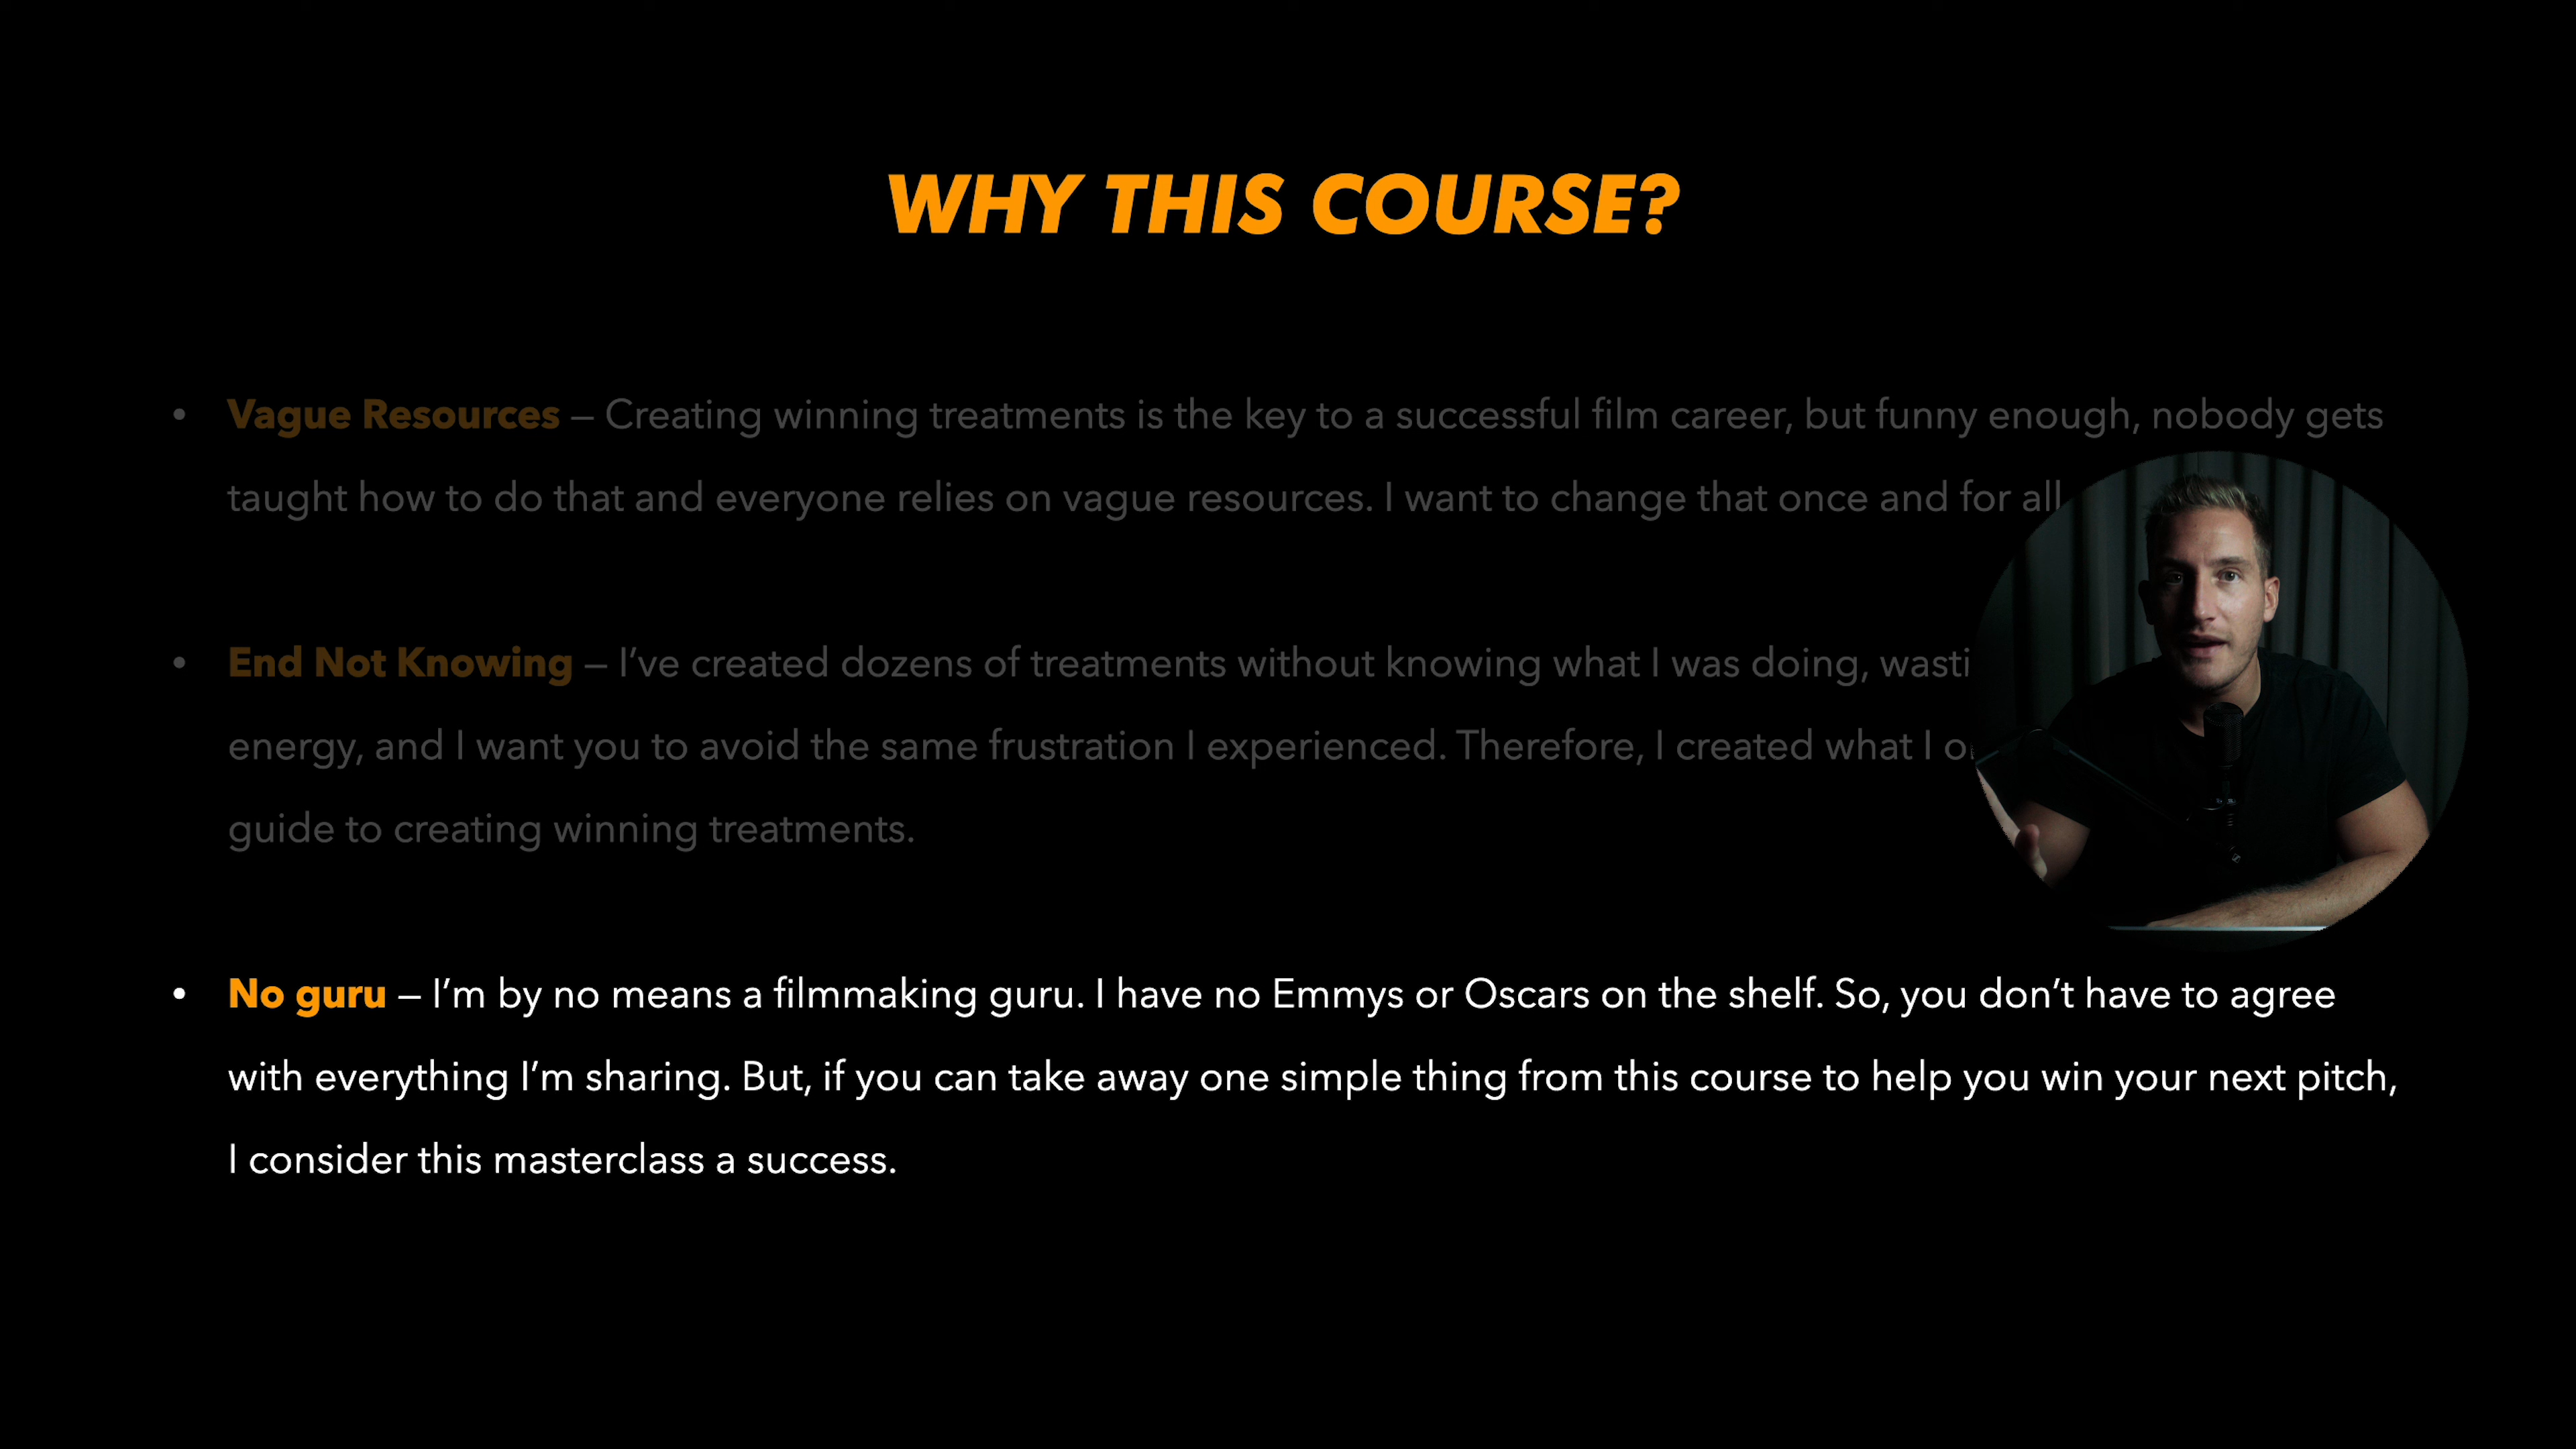 WHY THIS COURSE?
• Vague Resources – Creating winning treatments is the key to a successful film career, but funny enough, nobody gets
taught how to do that and everyone relies on vague resources. I want to change that once and for all
• End Not Knowing – I’ve created dozens of treatments without knowing what I was doing,
energy, and I want you to avoid the same frustration I experienced. Therefore, I created what I
guide to creating winning treatments.
• No guru – I’m by no means a filmmaking guru. I have no Emmys or Oscars on the shelf. So, you don’t have to agree
with everything I’m sharing. But, if you can take away one simple thing from this course to help you win your next pitch,
I consider this masterclass a success.